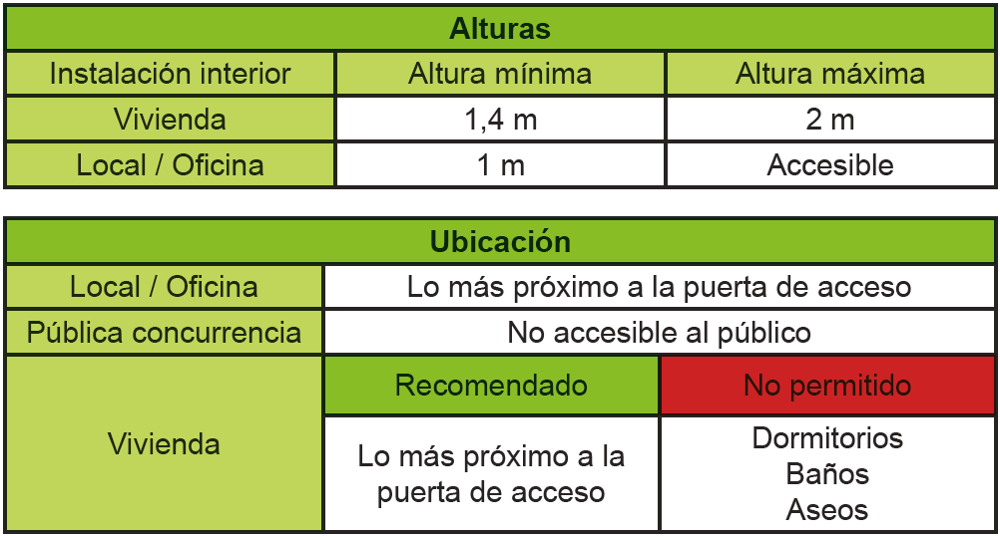 Alturas
Instalación interior Altura mínima Altura máxima
Vivienda 1,4 m 2 m
Local / Oficina 1 m Accesible
Ubicación
Local / Oficina Lo más próximo a la puerta de acceso
Pública concurrencia No accesible al público
Vivienda
Recomendado No permitido
Lo más próximo a la
puerta de acceso
Dormitorios
Baños
Aseos